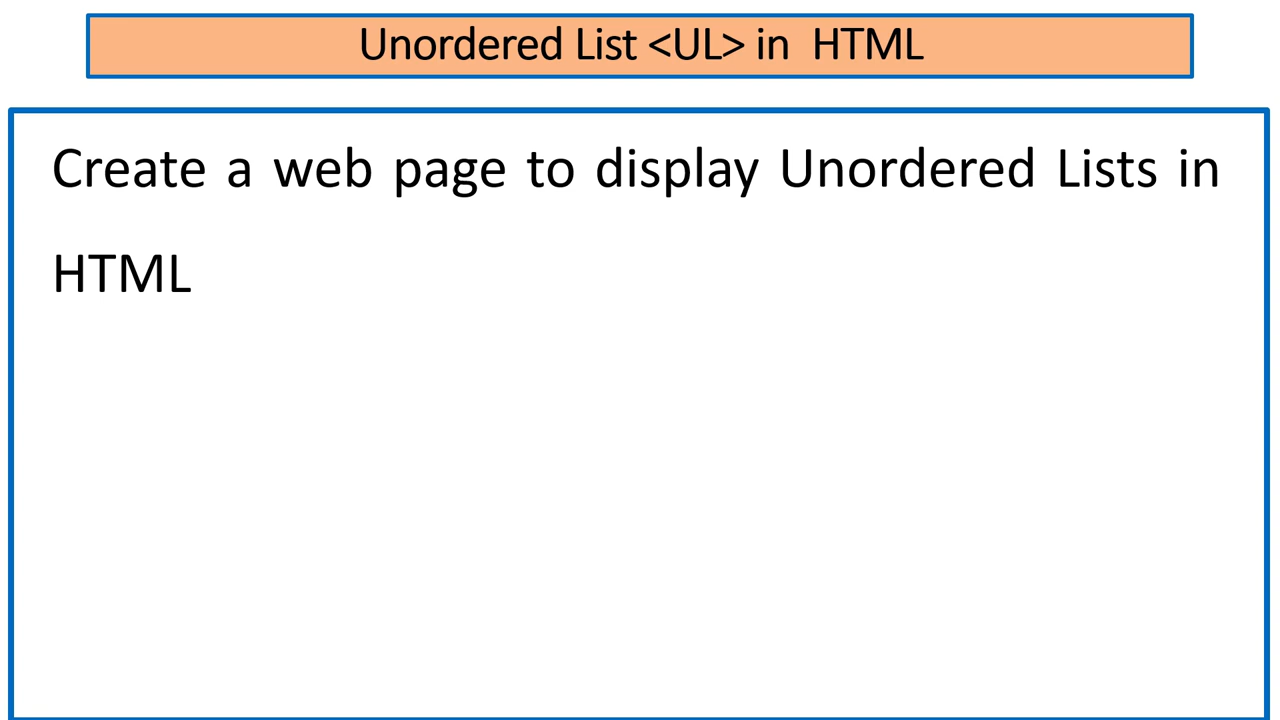 Unordered List <UL> in  HTML
Create a web page to display Unordered Lists in
HTML